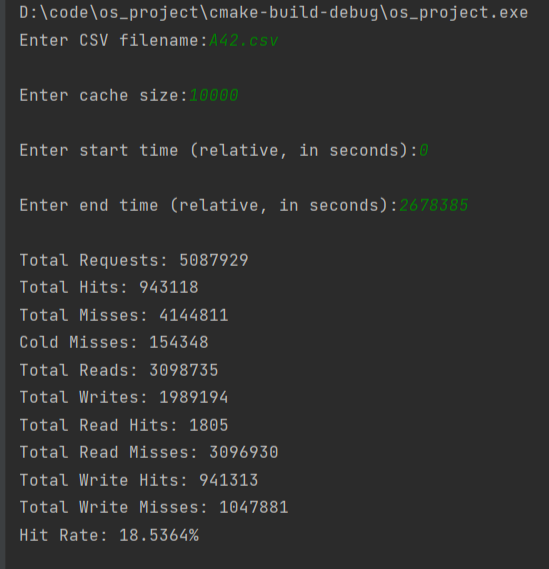 D:\code\os_project\cmake-build-debug\os_project.exe
Enter CSV filename:A42.csv
Enter cache size:10000
Enter start time (relative, in seconds):0
Enter end time (relative, in seconds):2678385
Total Requests: 5087929
Total Hits: 943118
Total Misses: 4144811
Cold Misses: 154348
Total Reads: 3098735
Total Writes: 1989194
Total Read Hits: 1805
Total Read Misses: 3096930
Total Write Hits: 941313
Total Write Misses: 1047881
Hit Rate: 18.5364%